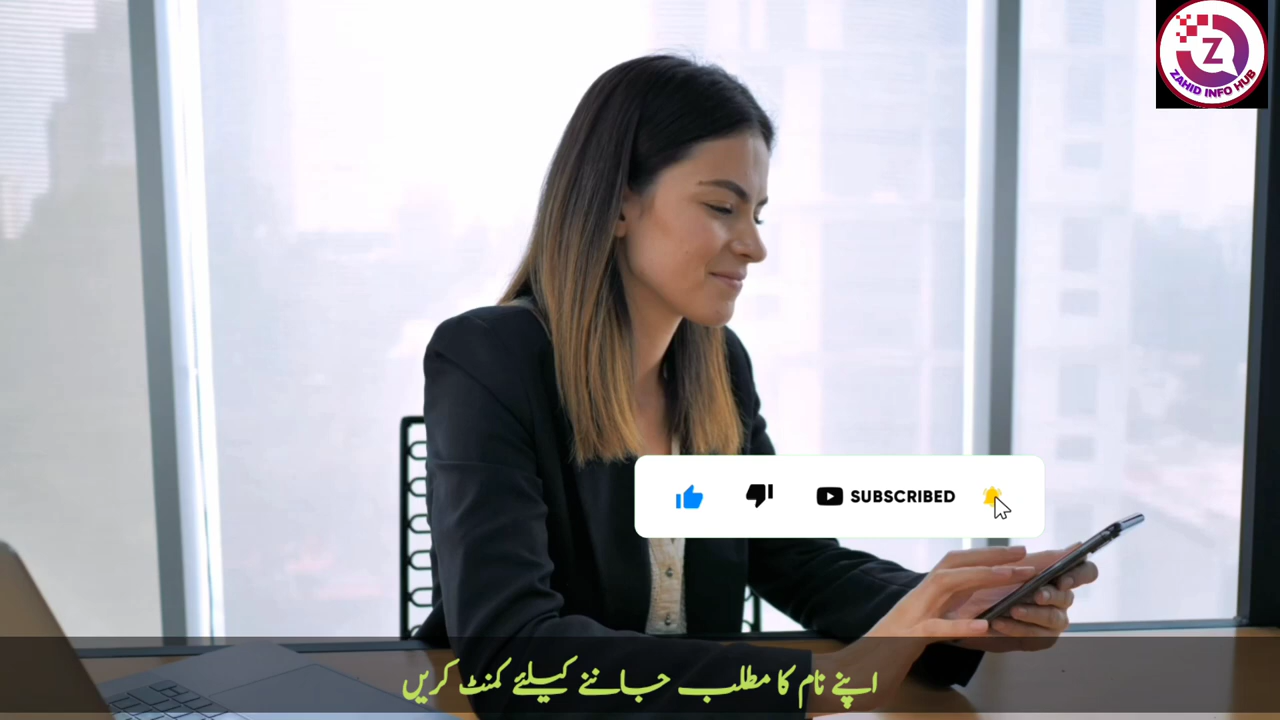 Z
ZAHID INFO HUB
SUBSCRIBED
اپنے نام کا مطلب جاننے کیلئے کمنٹ کریں